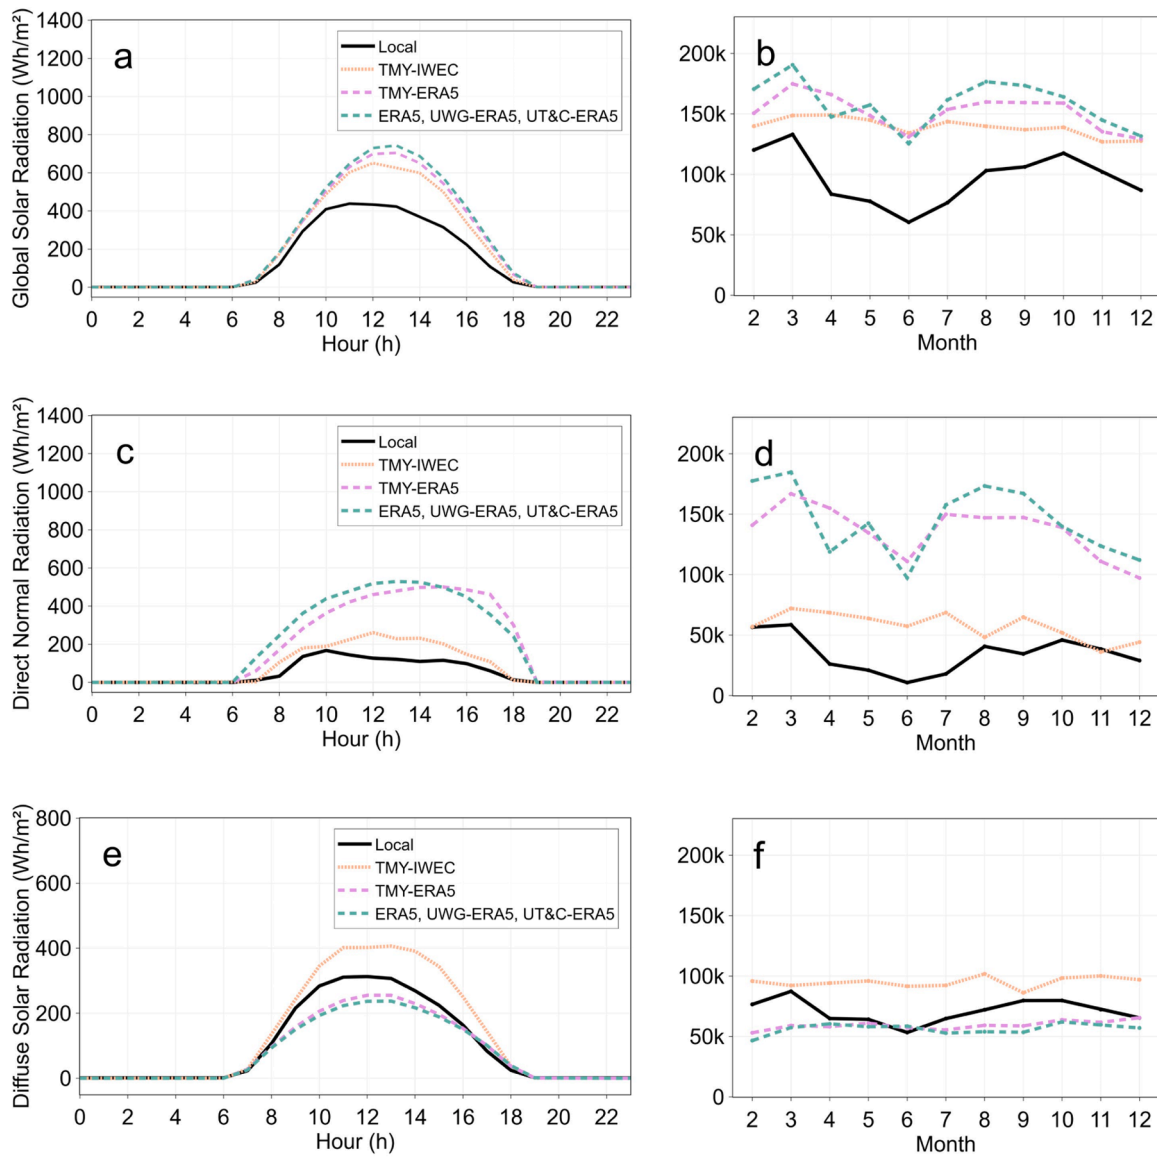 a
Global Solar Radiation (Wh/m²)
1400
1200
1000
800
600
400
200
0
Local
TMY-IWEC
TMY-ERA5
ERA5, UWG-ERA5, UT&C-ERA5
0 2 4 6 8 10 12 14 16 18 20 22
Hour (h)
b
200k
150k
100k
50k
0
2 3 4 5 6 7 8 9 10 11 12
Month
c
Direct Normal Radiation (Wh/m²)
1400
1200
1000
800
600
400
200
0
Local
TMY-IWEC
TMY-ERA5
ERA5, UWG-ERA5, UT&C-ERA5
0 2 4 6 8 10 12 14 16 18 20 22
Hour (h)
d
200k
150k
100k
50k
0
2 3 4 5 6 7 8 9 10 11 12
Month
e
Diffuse Solar Radiation (Wh/m²)
800
600
400
200
0
Local
TMY-IWEC
TMY-ERA5
ERA5, UWG-ERA5, UT&C-ERA5
0 2 4 6 8 10 12 14 16 18 20 22
Hour (h)
f
200k
150k
100k
50k
0
2 3 4 5 6 7 8 9 10 11 12
Month